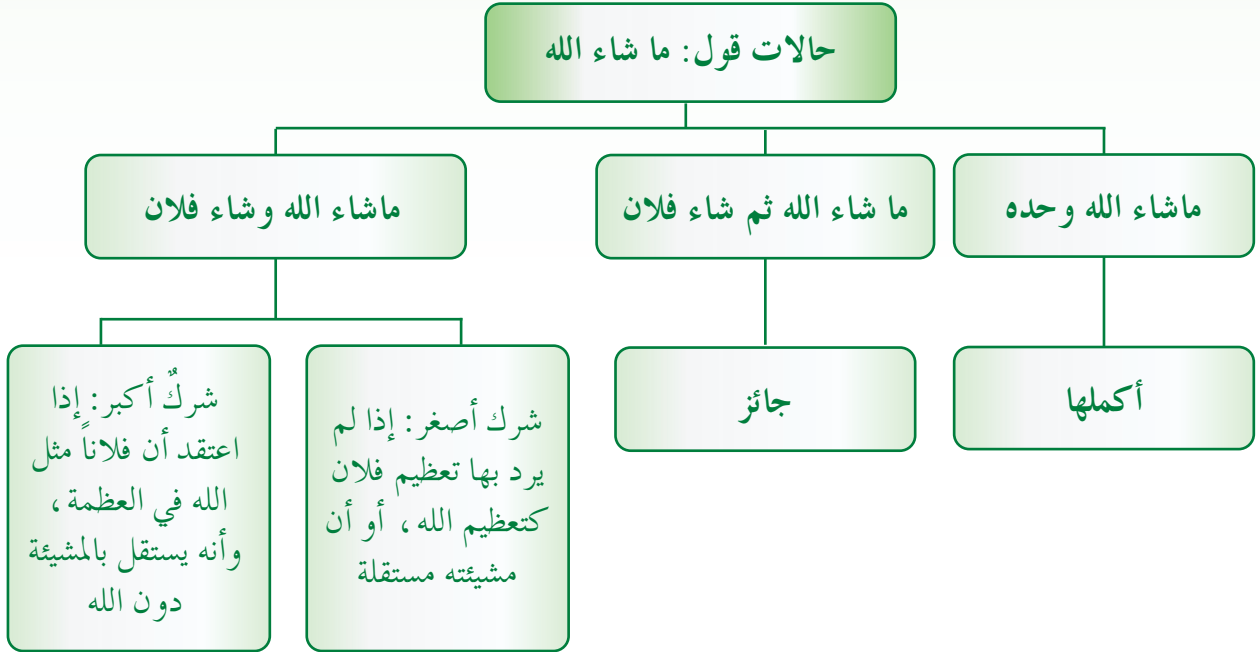 حالات قول: ما شاء الله
ماشاء الله وحده
ما شاء الله ثم شاء فلان
ماشاء الله وشاء فلان
أكملها
جائز
شرك أصغر: إذا لم
يرد بها تعظيم فلان
كتعظيم الله، أو أن
مشيئته مستقلة
شركٌ أكبر: إذا
اعتقد أن فلاناً مثل
الله في العظمة،
وأنه يستقل بالمشيئة
دون الله